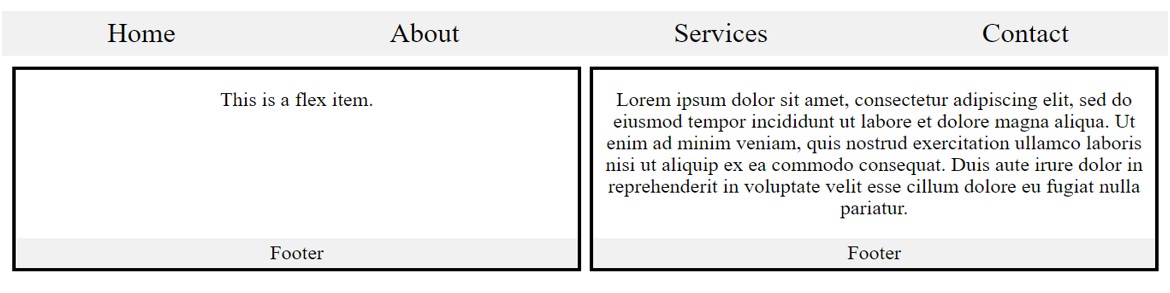 Home About Services Contact
This is a flex item.
Footer
Lorem ipsum dolor sit amet, consectetur adipiscing elit, sed do
eiusmod tempor incididunt ut labore et dolore magna aliqua. Ut
enim ad minim veniam, quis nostrud exercitation ullamco laboris
nisi ut aliquip ex ea commodo consequat. Duis aute irure dolor in
reprehenderit in voluptate velit esse cillum dolore eu fugiat nulla
pariatur.
Footer